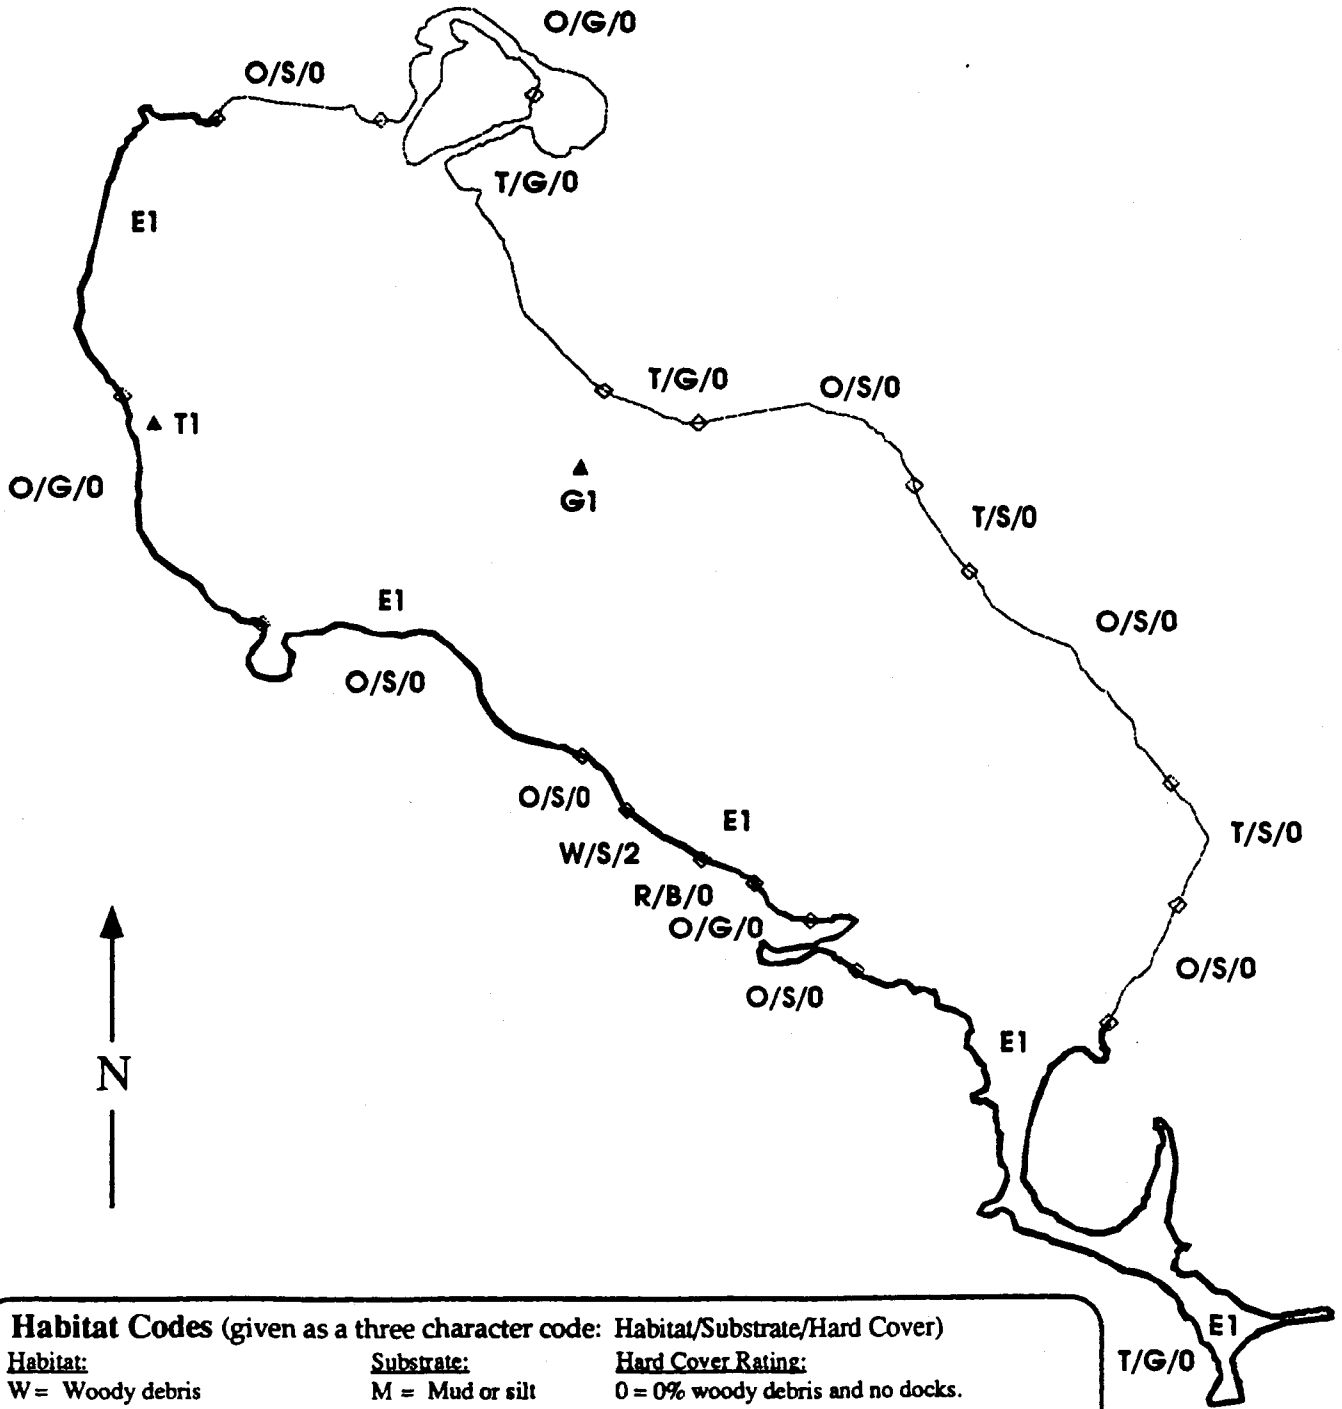 O/G/0
O/S/0
T/G/0
E1
T/G/0
O/S/0
T1
O/G/0
G1
T/S/0
E1
O/S/0
O/S/0
O/S/0
E1
T/S/0
W/S/2
R/B/0
O/G/0
O/S/0
O/S/0
E1
N
E1
T/G/0
Habitat Codes (given as a three character code: Habitat/Substrate/Hard Cover)
Habitat: Substrate: Hard Cover Rating:
W = Woody debris M = Mud or silt 0 = 0% woody debris and no docks.